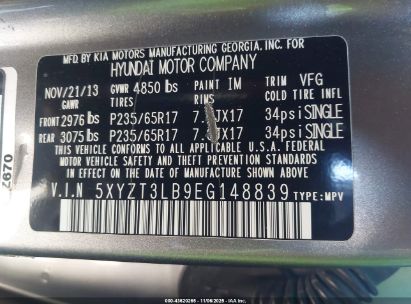 MFD. BY KIA MOTORS MANUFACTURING GEORGIA, INC. FOR
HYUNDAI MOTOR COMPANY
NOV/21/13 GVWR 4850 lbs PAINT IM TRIM VFG
GAWR TIRES RIMS COLD TIRE INFL
FRONT 2976 lbs P235/65R17 7. JX17 34psi SINGLE
REAR 3075 lbs P235/65R17 7. JX17 34psi SINGLE
THIS VEHICLE CONFORMS TO ALL APPLICABLE U.S. FEDERAL
MOTOR VEHICLE SAFETY AND THEFT PREVENTION STANDARDS
IN EFFECT ON THE DATE OF MANUFACTURE SHOWN ABOVE.
V.I.N 5XYZT3LB9EG148839 TYPE: MPV